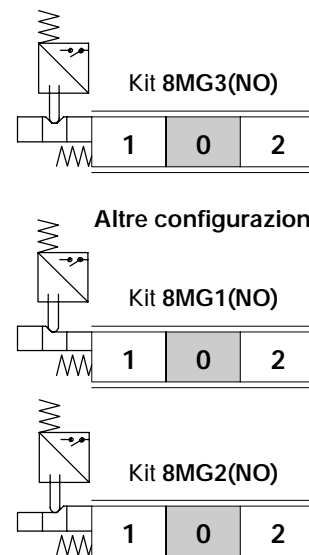 Kit 8MG3(NO)
1 0 2
Altre configurazion
Kit 8MG1(NO)
1 0 2
Kit 8MG2(NO)
1 0 2